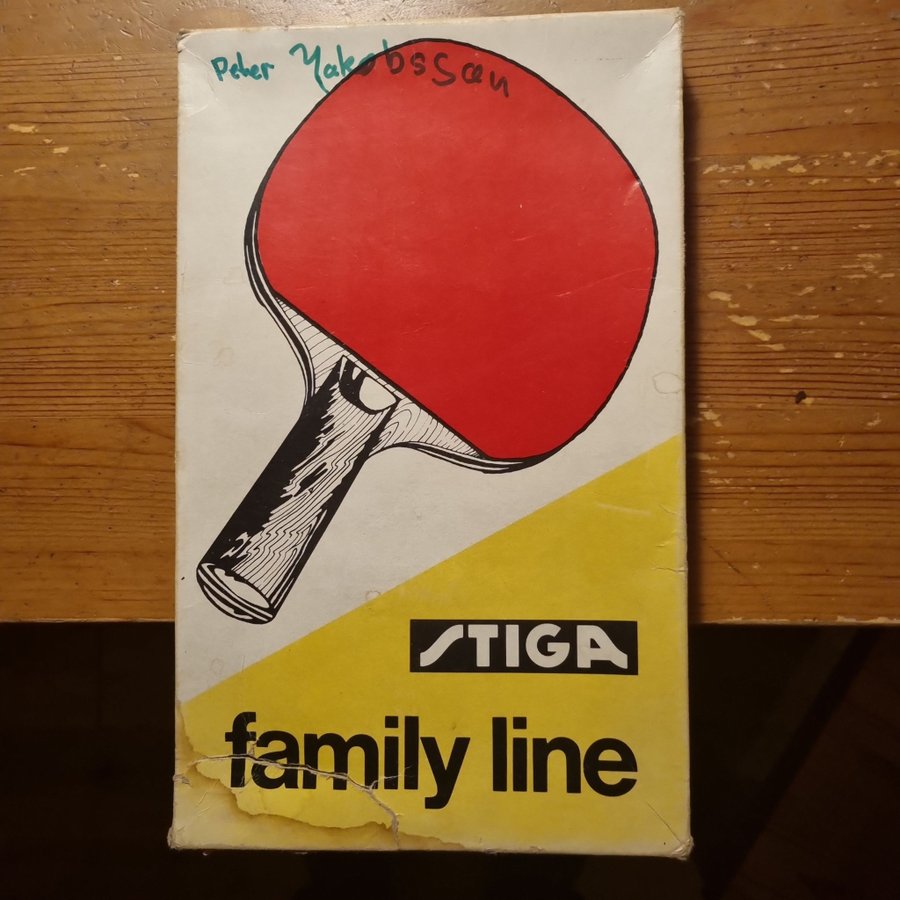 Peter Yakobsson
STIGA
family line